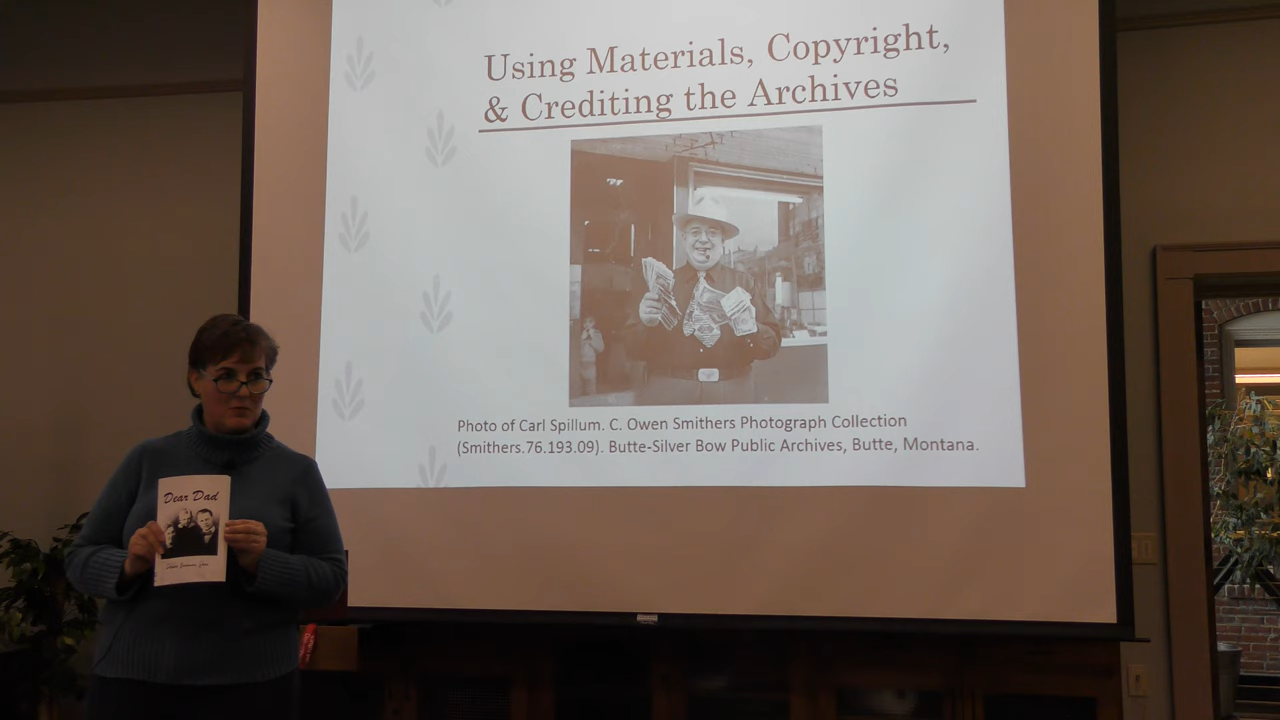 Using Materials, Copyright,
& Crediting the Archives
Photo of Carl Spillum. C. Owen Smithers Photograph Collection
(Smithers.76.193.09). Butte-Silver Bow Public Archives, Butte, Montana.
Dear Dad